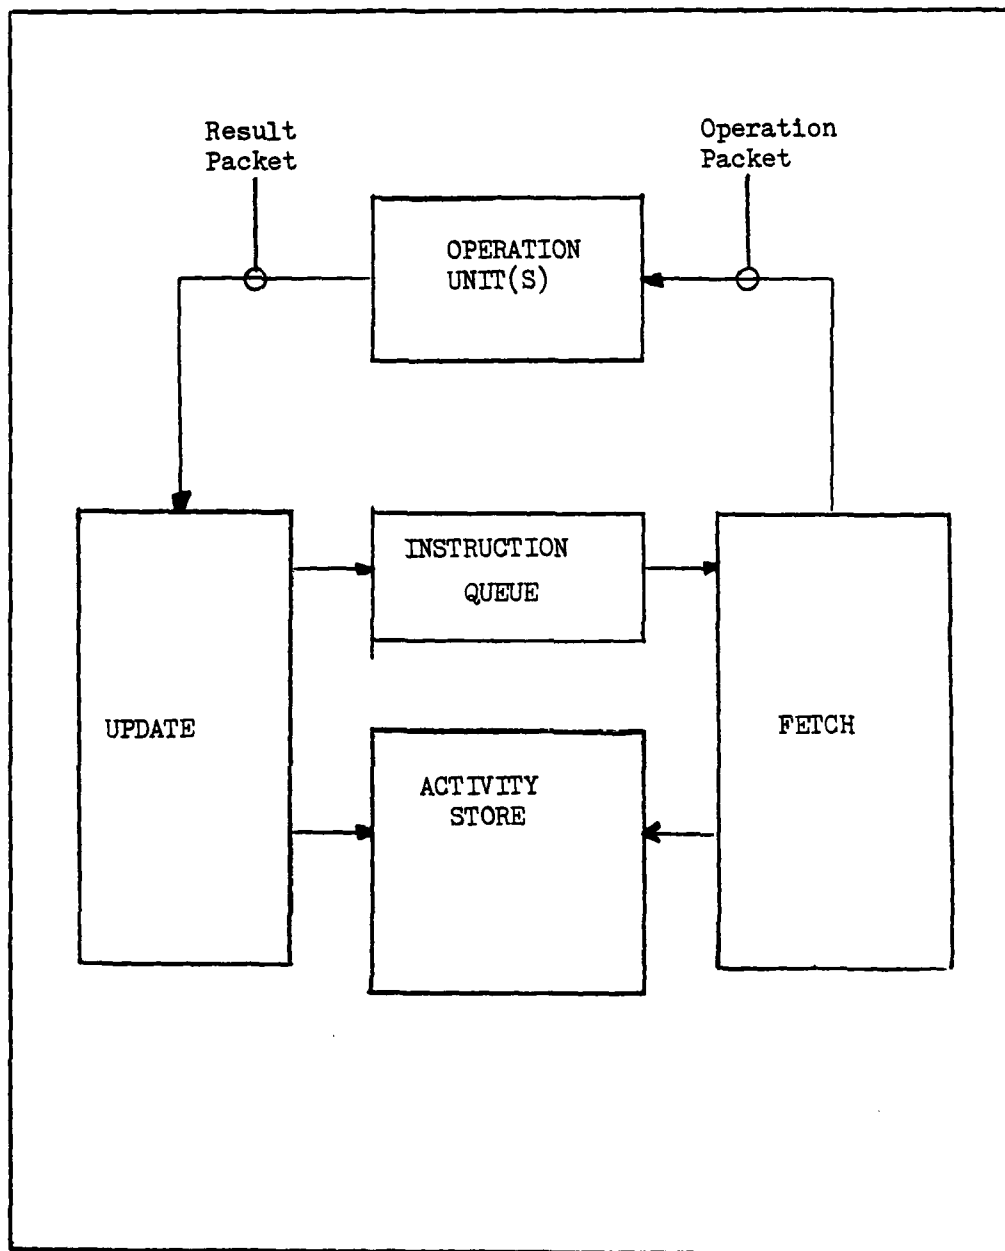 Result
Packet
Operation
Packet
OPERATION
UNIT(S)
INSTRUCTION
QUEUE
UPDATE
FETCH
ACTIVITY
STORE